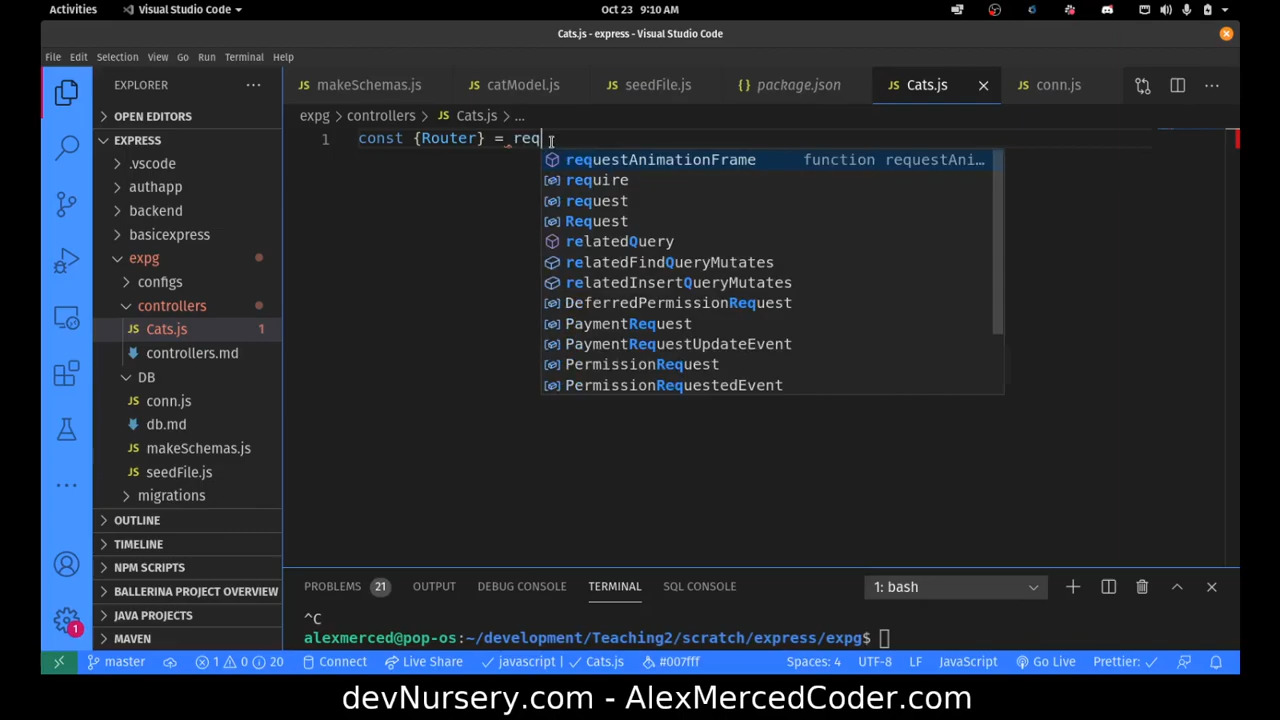 Activities
Visual Studio Code
Oct 23 9:10 AM
Cats.js - express - Visual Studio Code
File Edit Selection View Go Run Terminal Help
EXPLORER
makeSchemas.js
catModel.js
seedFile.js
package.json
Cats.js
conn.js
OPEN EDITORS
expg > controllers > Cats.js > ...
EXPRESS
1 const {Router} = req
.vscode
authapp
backend
basicexpress
expg
configs
controllers
Cats.js 1
controllers.md
DB
conn.js
db.md
makeSchemas.js
seedFile.js
migrations
OUTLINE
TIMELINE
NPM SCRIPTS
BALLERINA PROJECT OVERVIEW
JAVA PROJECTS
MAVEN
requestAnimationFrame function requestAni…
require
request
Request
relatedQuery
relatedFindQueryMutates
relatedInsertQueryMutates
DeferredPermissionRequest
PaymentRequest
PaymentRequestUpdateEvent
PermissionRequest
PermissionRequestedEvent
PROBLEMS 21 OUTPUT DEBUG CONSOLE TERMINAL SQL CONSOLE
1: bash
^C
alexmerced@pop-os:~/development/Teaching2/scratch/express/expg$
1
master
1 0 20
Connect
Live Share
javascript | Cats.js
#007fff
Spaces: 4
UTF-8
LF
JavaScript
Go Live
Prettier:
devNursery.com - AlexMercedCoder.com